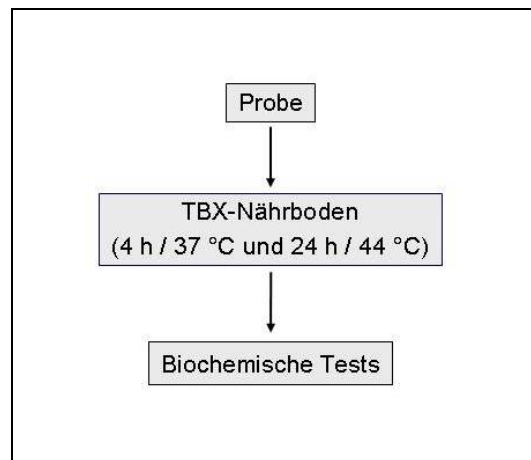 Probe
TBX-Nährboden
(4 h / 37 °C und 24 h / 44 °C)
Biochemische Tests